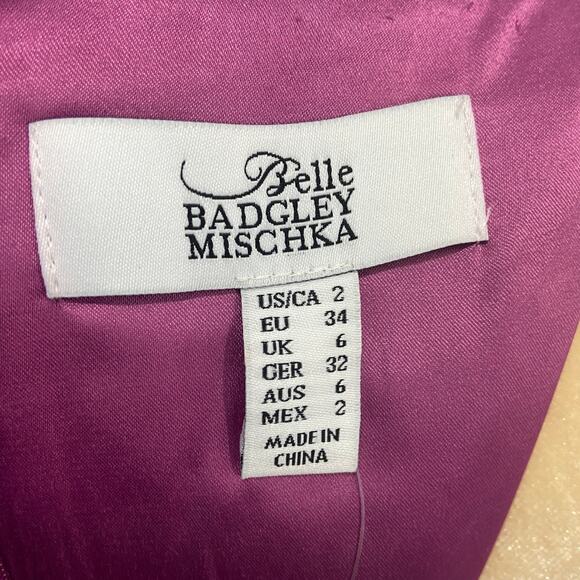 Belle
BADGLEY
MISCHKA
US/CA 2
EU 34
UK 6
GER 32
AUS 6
MEX 2
MADE IN
CHINA